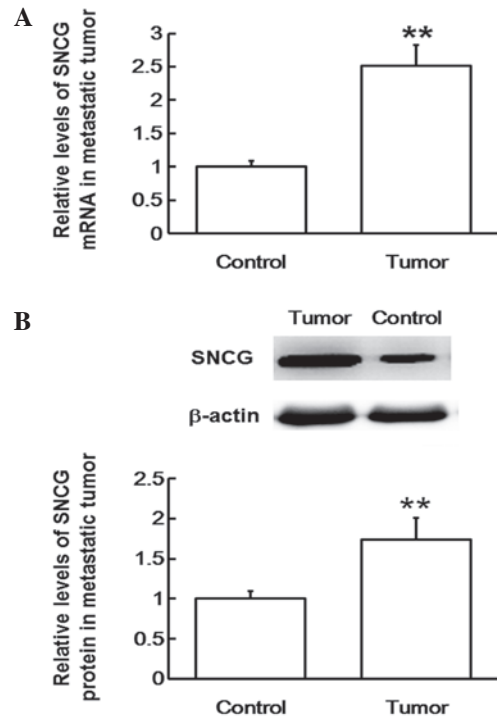 A
Relative levels of SNCG
mRNA in metastatic tumor
3
2.5
2
1.5
1
0.5
0
**
Control Tumor
B
Tumor Control
SNCG
β-actin
Relative levels of SNCG
protein in metastatic tumor
2.5
2
1.5
1
0.5
0
**
Control Tumor